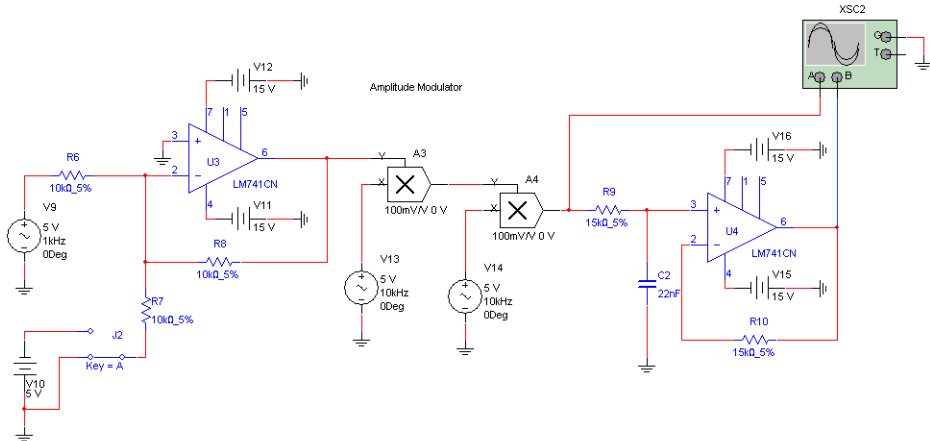 XSC2
G
T
A B
V12
15 V
Amplitude Modulator
7 1 5
3
6
2
U3
4
LM741CN
V11
15 V
R6
10kΩ_5%
V9
5 V
1kHz
0Deg
R8
10kΩ_5%
R7
10kΩ_5%
J2
Key = A
V10
5 V
Y
A3
X
100mV/V 0 V
V13
5 V
10kHz
0Deg
Y
A4
X
100mV/V 0 V
V14
5 V
10kHz
0Deg
R9
15kΩ_5%
C2
22nF
V16
15 V
7 1 5
3
6
2
U4
4
LM741CN
V15
15 V
R10
15kΩ_5%